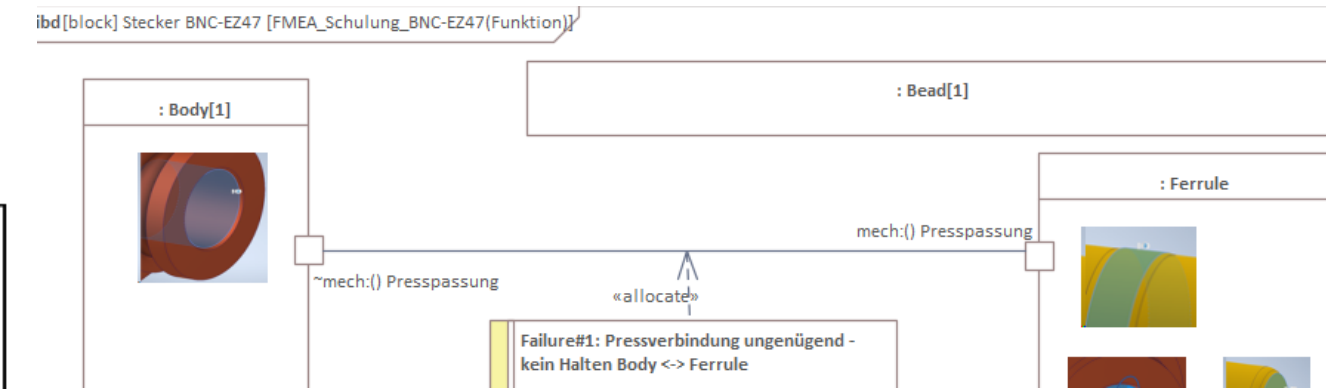 ibd [block] Stecker BNC-EZ47 [FMEA_Schulung_BNC-EZ47(Funktion)]
: Bead[1]
: Body[1]
: Ferrule
mech:() Presspassung
~mech:() Presspassung
«allocate»
Failure#1: Pressverbindung ungenügend -
kein Halten Body <-> Ferrule